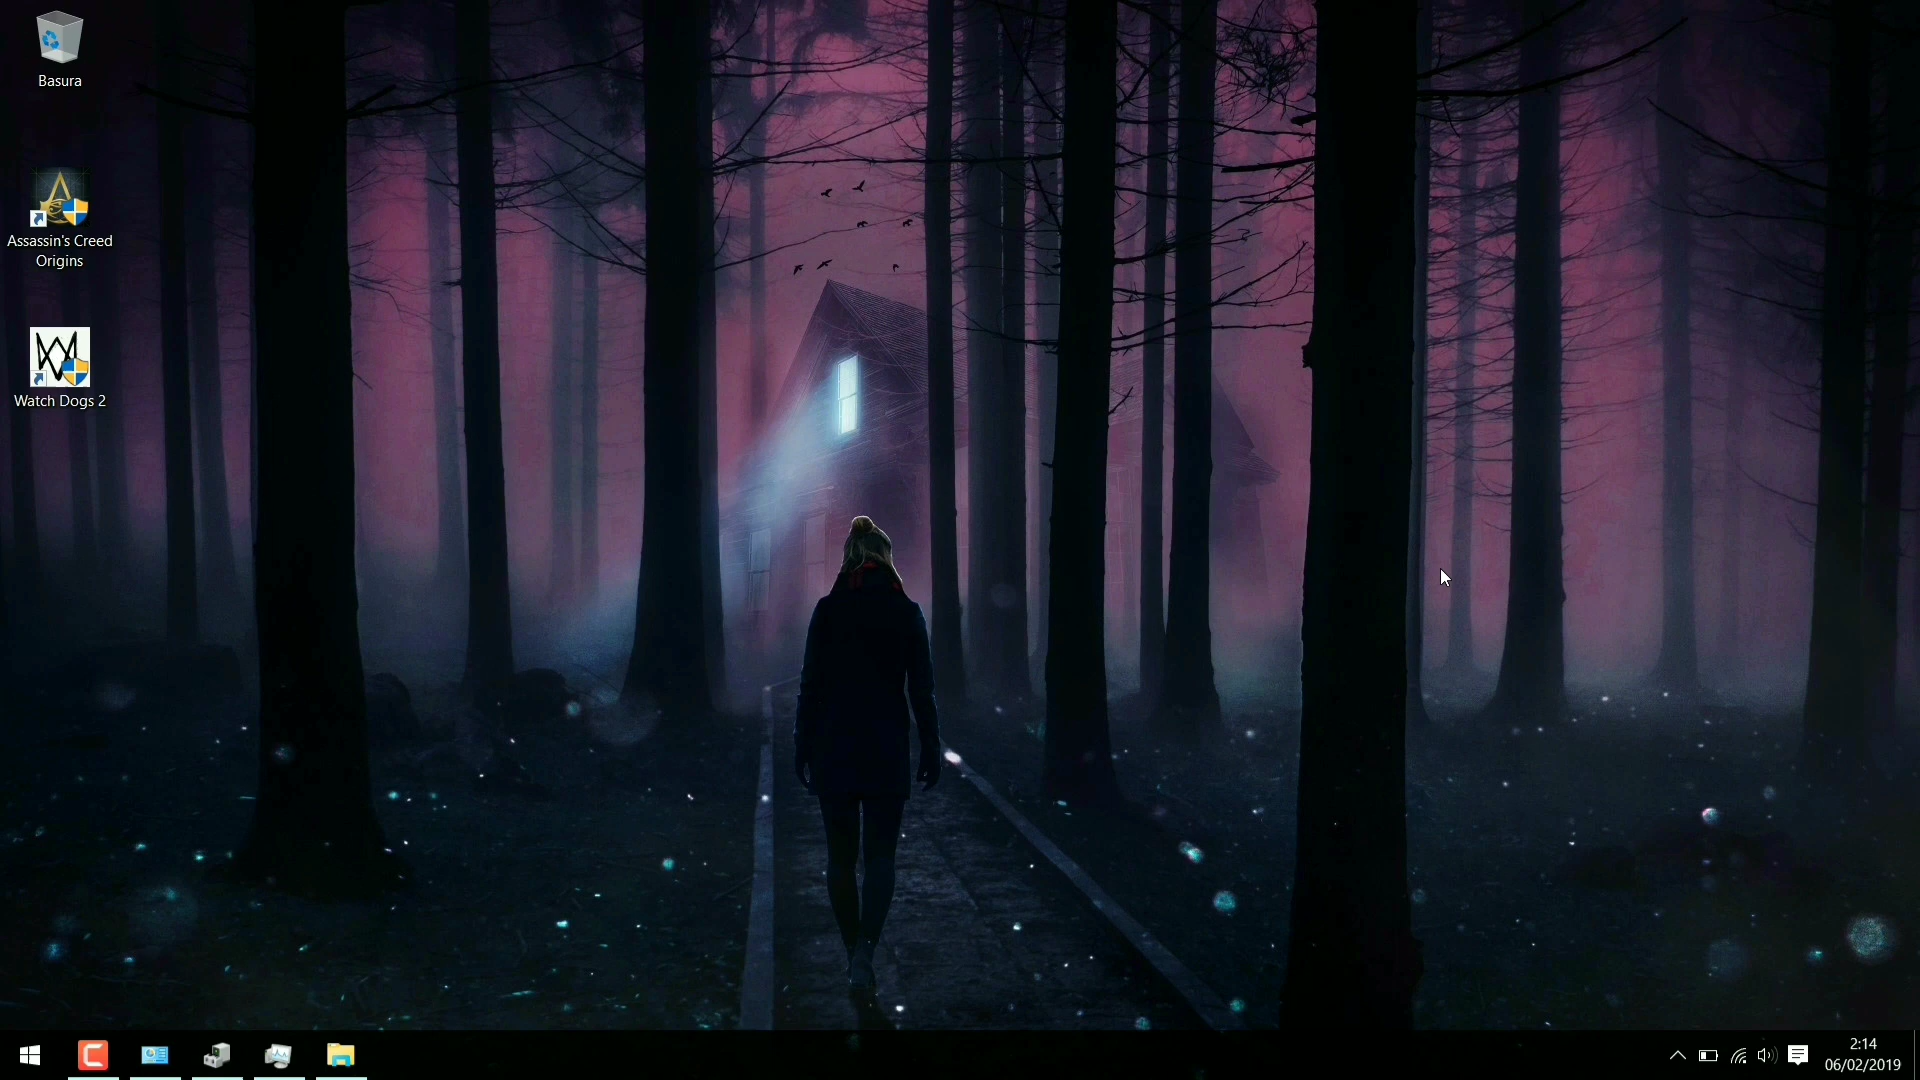 Basura
Assassin's Creed
Origins
Watch Dogs 2
2:14
06/02/2019